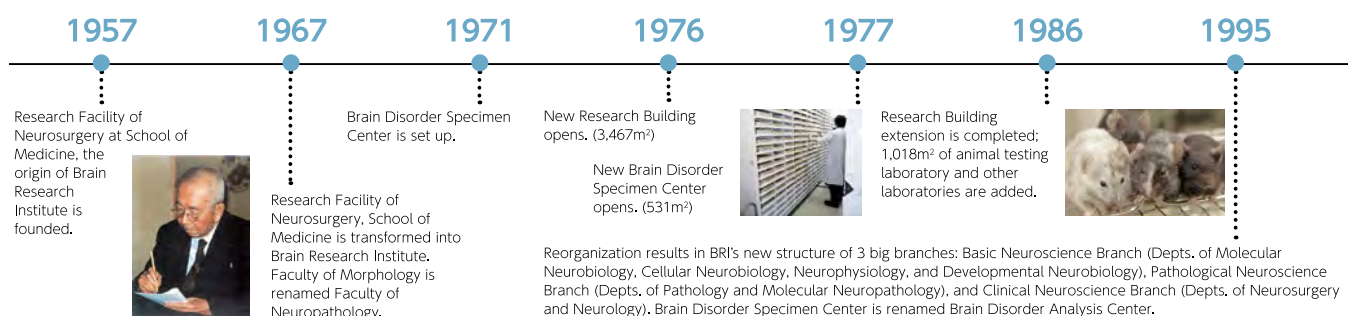 1957
1967
1971
1976
1977
1986
1995
Research Facility of
Neurosurgery at School of
Medicine, the
origin of Brain
Research
Institute is
founded.
Research Facility of
Neurosurgery, School of
Medicine is transformed into
Brain Research Institute.
Faculty of Morphology is
renamed Faculty of
Neuropathology.
Brain Disorder Specimen
Center is set up.
New Research Building
opens. (3,467m²)
New Brain Disorder
Specimen Center
opens. (531m²)
Research Building
extension is completed;
1,018m² of animal testing
laboratory and other
laboratories are added.
Reorganization results in BRI's new structure of 3 big branches: Basic Neuroscience Branch (Depts. of Molecular
Neurobiology, Cellular Neurobiology, Neurophysiology, and Developmental Neurobiology), Pathological Neuroscience
Branch (Depts. of Pathology and Molecular Neuropathology), and Clinical Neuroscience Branch (Depts. of Neurosurgery
and Neurology). Brain Disorder Specimen Center is renamed Brain Disorder Analysis Center.